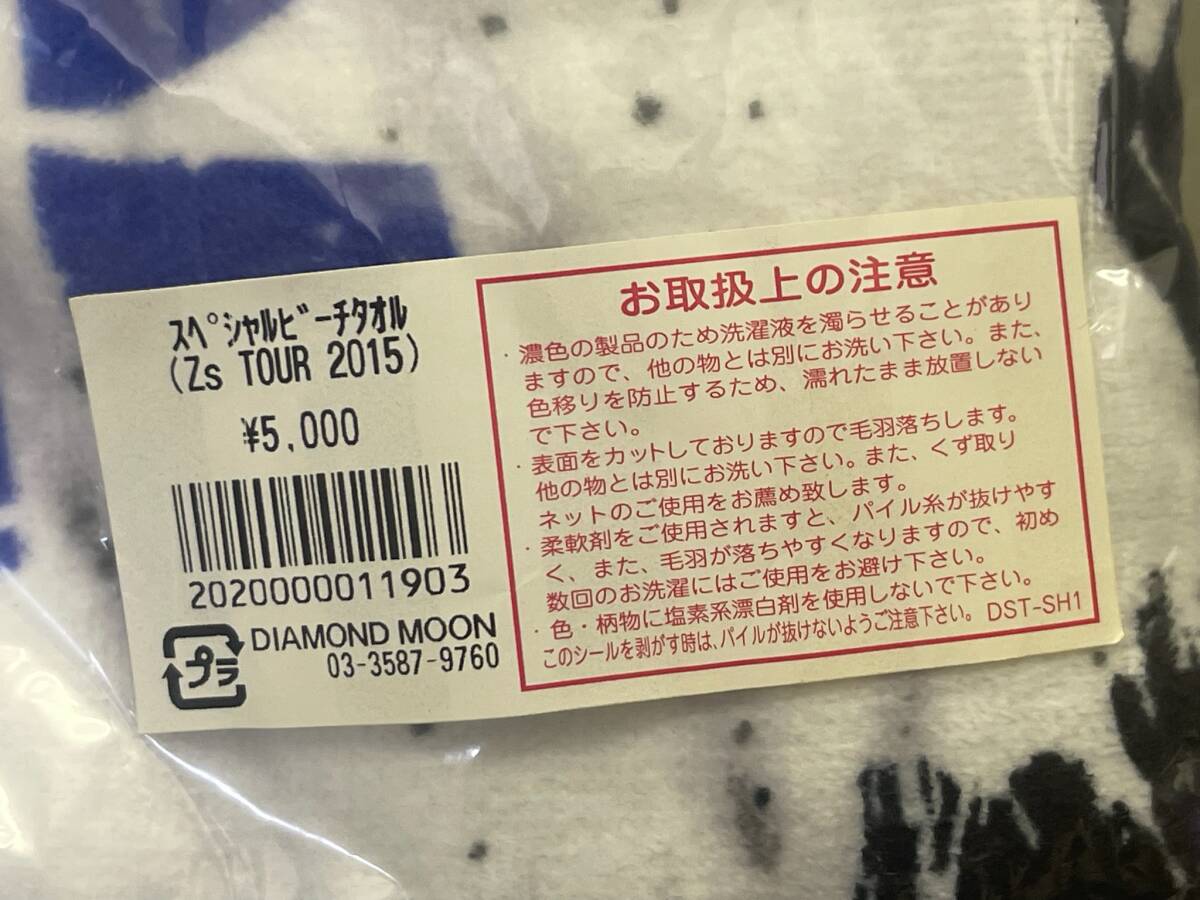 ｽﾍﾟｼｬﾙﾋﾞｰﾁﾀｵﾙ
(Zs TOUR 2015)
¥5,000
2020000011903
プラ
DIAMOND MOON
03-3587-9760
お取扱上の注意
・濃色の製品のため洗濯液を濁らせることがあり
ますので、他の物とは別にお洗い下さい。また、
色移りを防止するため、濡れたまま放置しない
で下さい。
・表面をカットしておりますので毛羽落ちします。
他の物とは別にお洗い下さい。また、くず取り
ネットのご使用をお薦め致します。
・柔軟剤をご使用されますと、パイル糸が抜けやす
く、また、毛羽が落ちやすくなりますので、初め
数回のお洗濯にはご使用をお避け下さい。
・色・柄物に塩素系漂白剤を使用しないで下さい。
このシールを剥がす時は、パイルが抜けないようご注意下さい。 DST-SH1